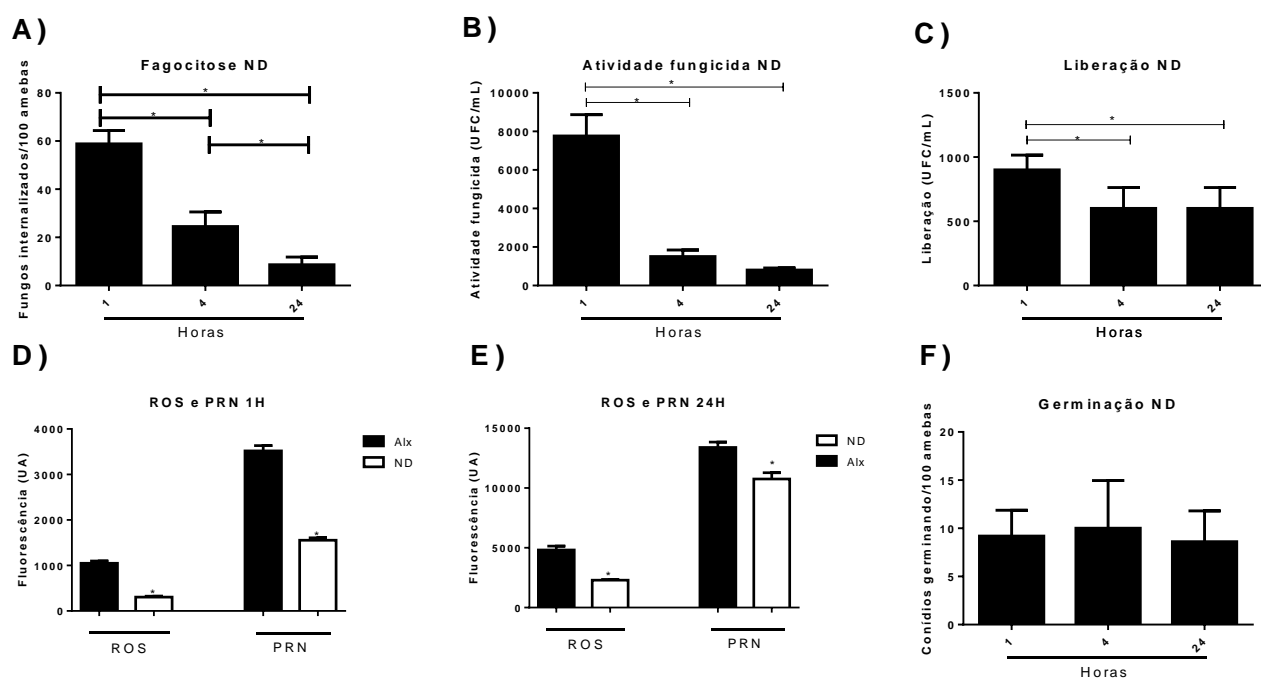 A)
Fagocitose ND
Fungos internalizados/100 amebas
80
60
40
20
0
*
*
*
1
4
24
Horas
B)
Atividade fungicida ND
Atividade fungicida (UFC/mL)
10000
8000
6000
4000
2000
0
*
*
1
4
24
Horas
C)
Liberação ND
Liberação (UFC/mL)
1500
1000
500
0
*
*
1
4
24
Horas
D)
ROS e PRN 1H
Fluorescência (UA)
4000
3000
2000
1000
0
*
*
Alx
ND
ROS
PRN
E)
ROS e PRN 24H
Fluorescência (UA)
15000
10000
5000
0
*
*
ND
Alx
ROS
PRN
F)
Germinação ND
Conídios germinando/100 amebas
20
15
10
5
0
1
4
24
Horas